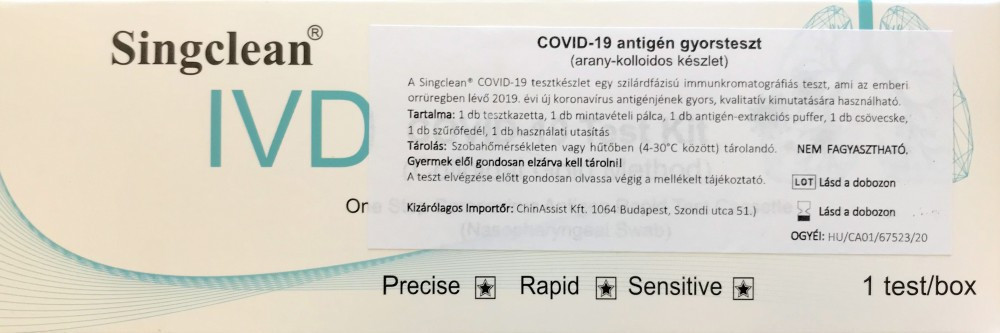 Singclean®
IVD
COVID-19 antigén gyorsteszt
(arany-kolloidos készlet)
A Singclean® COVID-19 tesztkészlet egy szilárdfázisú immunkromatográfiás teszt, ami az emberi
orrüregben lévő 2019. évi új koronavírus antigénjének gyors, kvalitatív kimutatására használható.
Tartalma: 1 db tesztkazetta, 1 db mintavételi pálca, 1 db antigén-extrakciós puffer, 1 db csövecske,
1 db szűrőfedél, 1 db használati utasítás
Tárolás: Szobahőmérsékleten vagy hűtőben (4-30°C között) tárolandó. NEM FAGYASZTHATÓ.
Gyermek elől gondosan elzárva kell tárolni!
A teszt elvégzése előtt gondosan olvassa végig a mellékelt tájékoztató.
LOT Lásd a dobozon
Kizárólagos Importőr: ChinAssist Kft. 1064 Budapest, Szondi utca 51.)
Lásd a dobozon
OGYÉI: HU/CA01/67523/20
(Nasopharyngeal Swab)
Precise Rapid Sensitive 1 test/box